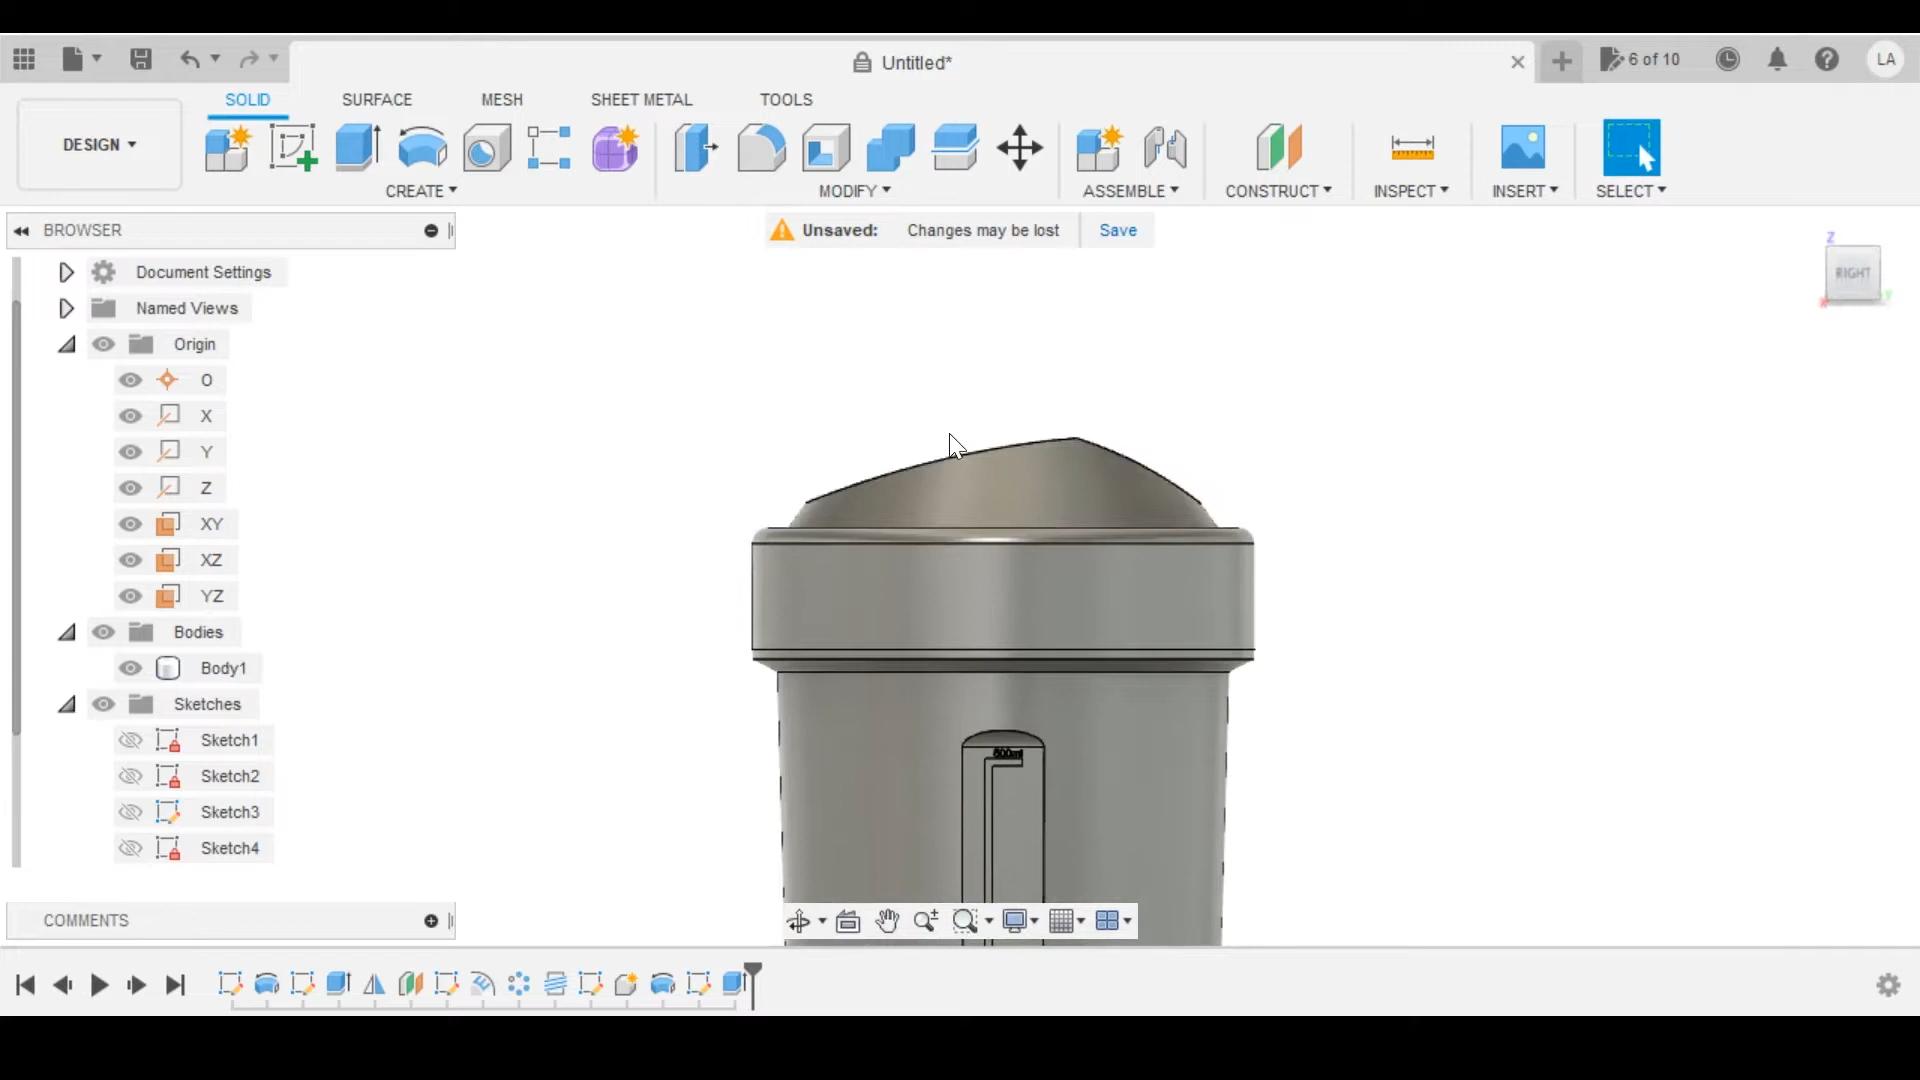 Untitled*
6 of 10
LA
DESIGN
SOLID
SURFACE
MESH
SHEET METAL
TOOLS
CREATE
MODIFY
ASSEMBLE
CONSTRUCT
INSPECT
INSERT
SELECT
BROWSER
Unsaved: Changes may be lost Save
Z
RIGHT
X
Y
Document Settings
Named Views
Origin
O
X
Y
Z
XY
XZ
YZ
Bodies
Body1
Sketches
Sketch1
Sketch2
Sketch3
Sketch4
500ml
COMMENTS